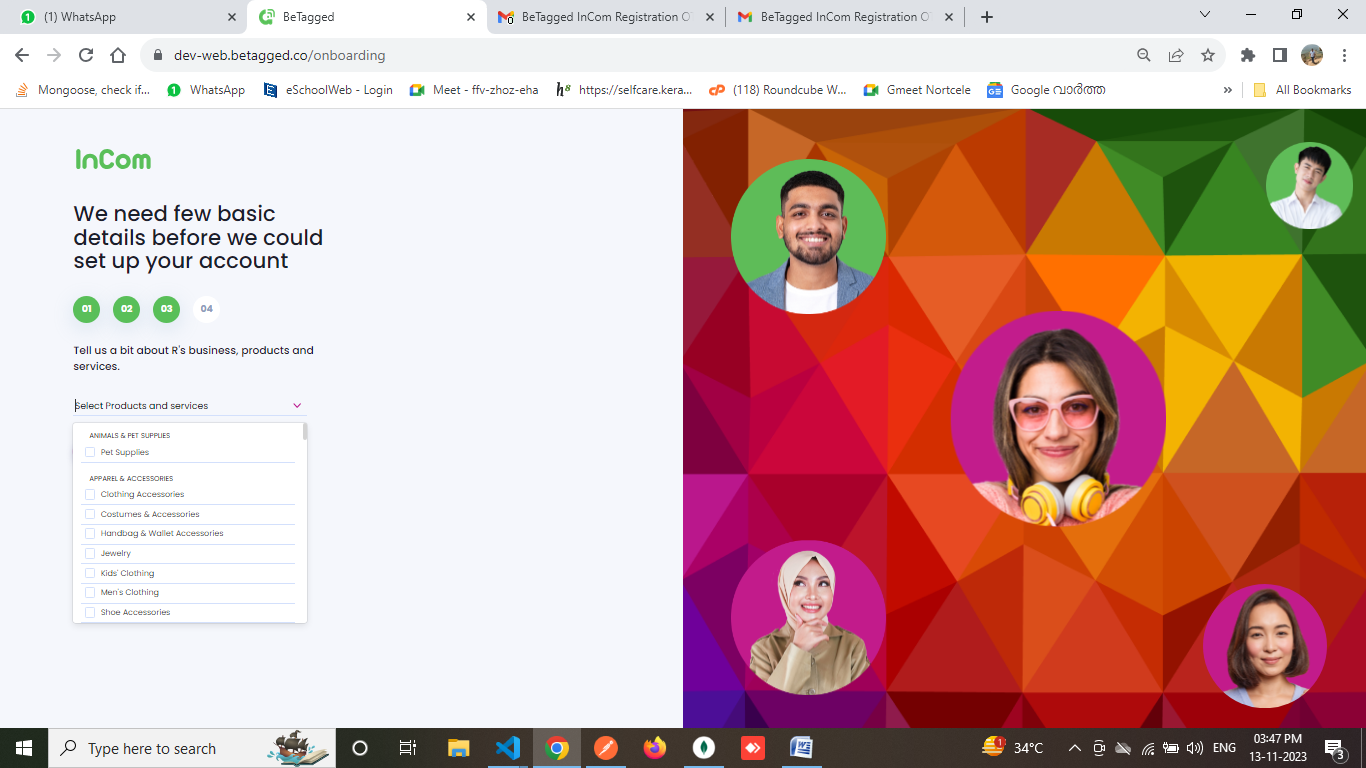 (1) WhatsApp
BeTagged
BeTagged InCom Registration O
BeTagged InCom Registration O
dev-web.betagged.co/onboarding
Mongoose, check if...
WhatsApp
eSchoolWeb - Login
Meet - ffv-zhoz-eha
https://selfcare.kera...
(118) Roundcube W...
Gmeet Nortcele
Google വാർത്ത
All Bookmarks
InCom
We need few basic
details before we could
set up your account
01 02 03 04
Tell us a bit about R's business, products and
services.
Select Products and services
ANIMALS & PET SUPPLIES
Pet Supplies
APPAREL & ACCESSORIES
Clothing Accessories
Costumes & Accessories
Handbag & Wallet Accessories
Jewelry
Kids' Clothing
Men's Clothing
Shoe Accessories
Type here to search
34°C
ENG
03:47 PM
13-11-2023
3